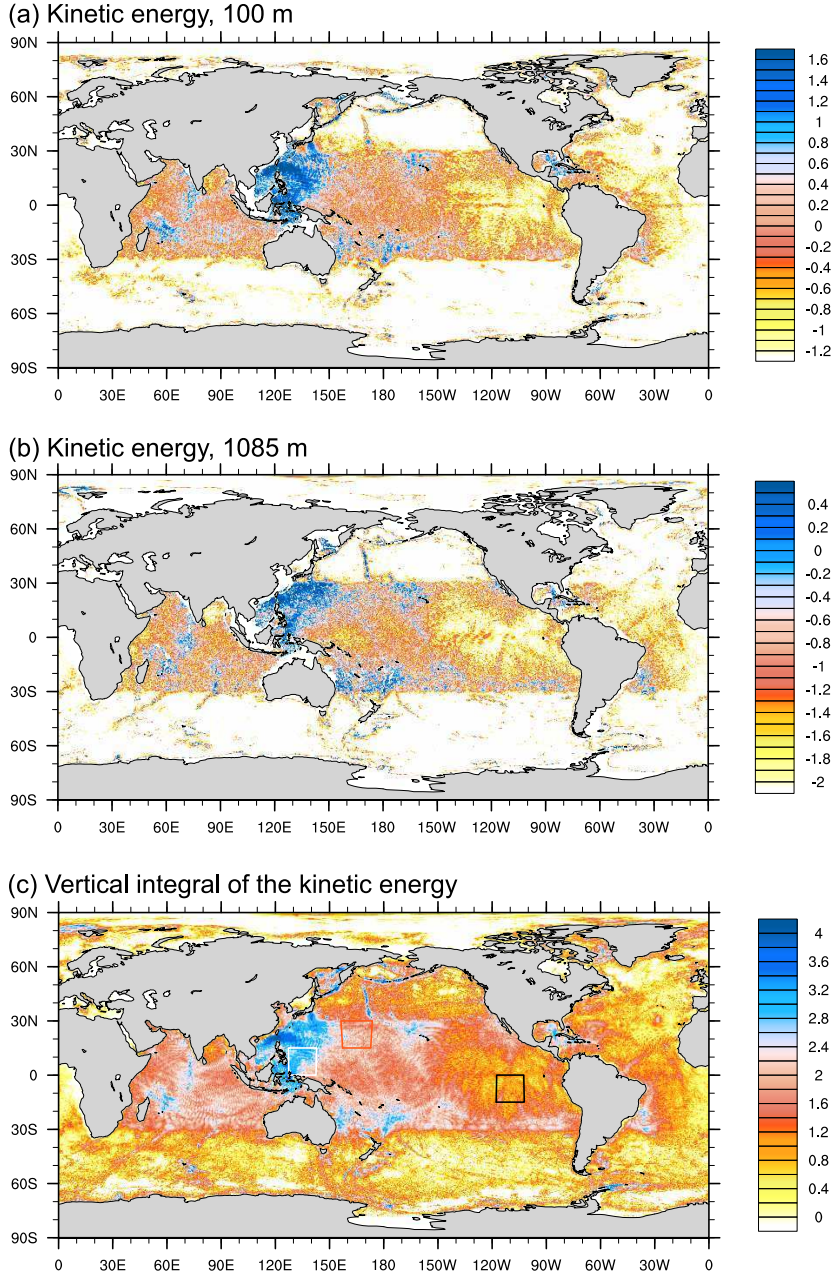 (a) Kinetic energy, 100 m
90N
60N
30N
0
30S
60S
90S
0 30E 60E 90E 120E 150E 180 150W 120W 90W 60W 30W 0
1.6
1.2
1
0.8
0.4
0.2
0
-0.2
-0.4
-0.8
-1
-1.2
(b) Kinetic energy, 1085 m
90N
60N
30N
0
30S
60S
90S
0 30E 60E 90E 120E 150E 180 150W 120W 90W 60W 30W 0
0.4
0.2
0
-0.2
-0.4
-0.6
-0.8
-1
-1.2
-1.4
-1.6
-1.8
-2
(c) Vertical integral of the kinetic energy
90N
60N
30N
0
30S
60S
90S
0 30E 60E 90E 120E 150E 180 150W 120W 90W 60W 30W 0
4
3.6
3.2
2.8
2.4
2
1.6
1.2
0.8
0.4
0